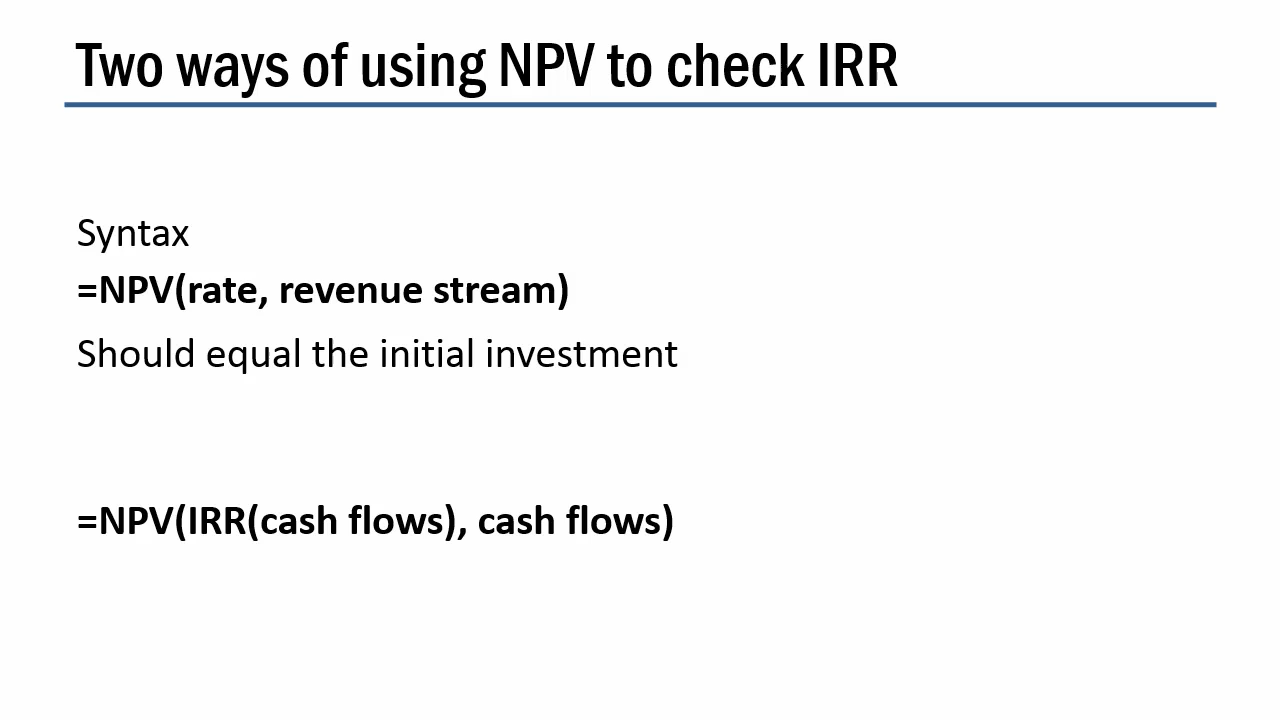 Two ways of using NPV to check IRR
Syntax
=NPV(rate, revenue stream)
Should equal the initial investment
=NPV(IRR(cash flows), cash flows)